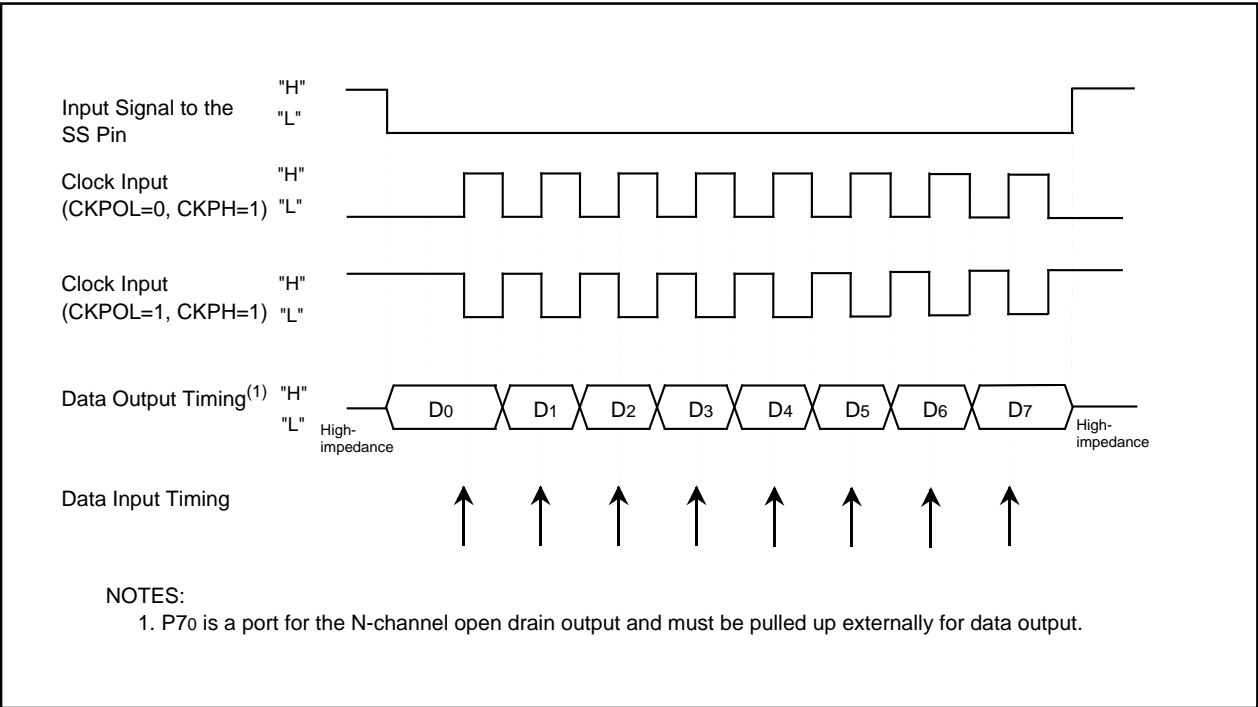 Input Signal to the
SS Pin
"H"
"L"
Clock Input
(CKPOL=0, CKPH=1)
"H"
"L"
Clock Input
(CKPOL=1, CKPH=1)
"H"
"L"
Data Output Timing(1)
"H"
"L"
High-
impedance
D0 D1 D2 D3 D4 D5 D6 D7
High-
impedance
Data Input Timing
NOTES:
1. P70 is a port for the N-channel open drain output and must be pulled up externally for data output.